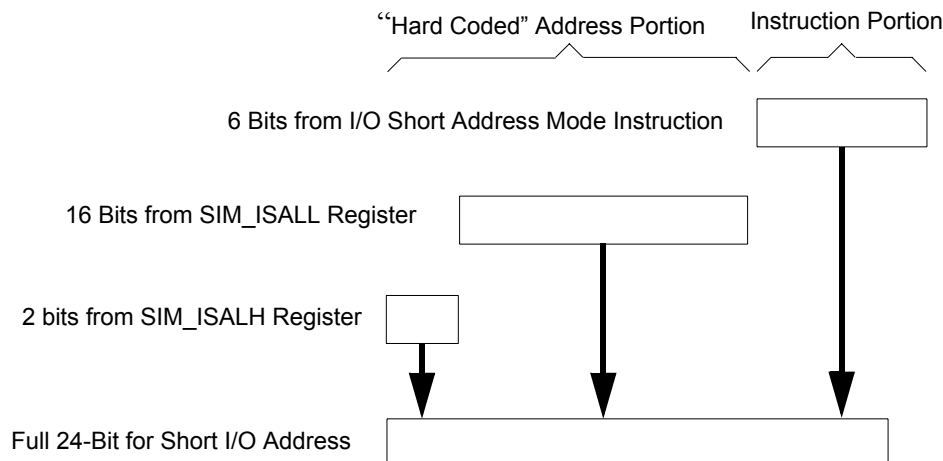 “Hard Coded” Address Portion
Instruction Portion
6 Bits from I/O Short Address Mode Instruction
16 Bits from SIM_ISALL Register
2 bits from SIM_ISALH Register
Full 24-Bit for Short I/O Address